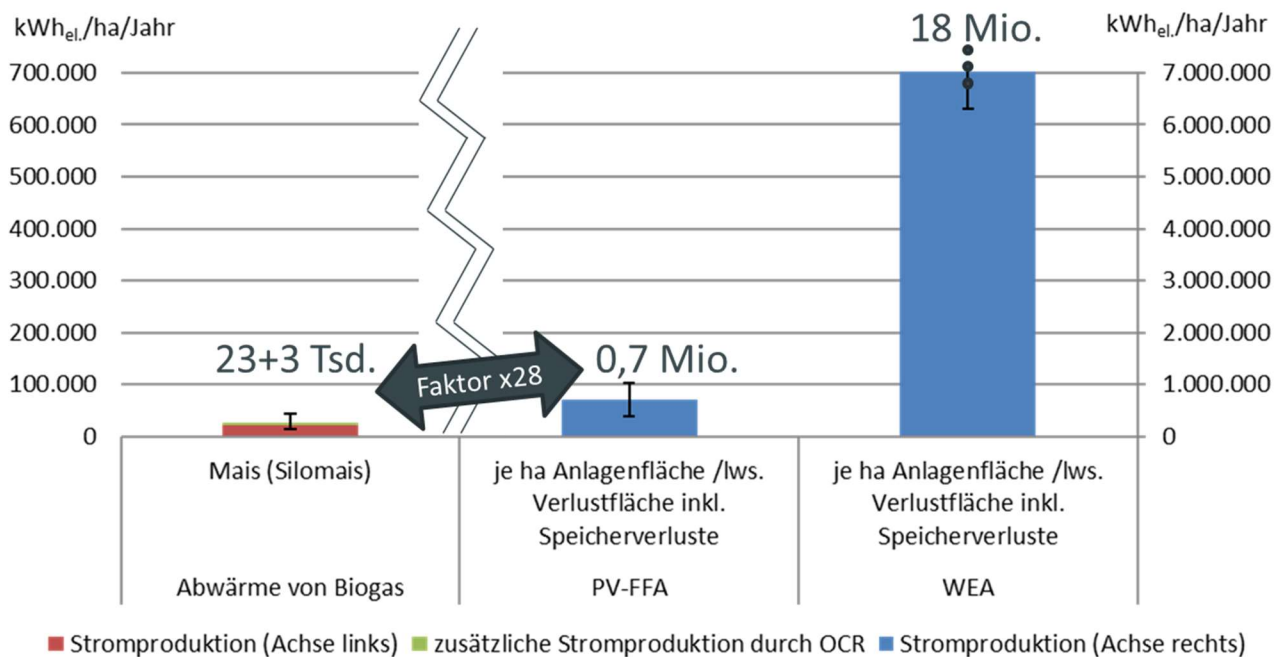 kWhel./ha/Jahr
18 Mio.
kWhel./ha/Jahr
700.000
7.000.000
600.000
6.000.000
500.000
5.000.000
400.000
4.000.000
300.000
3.000.000
200.000
2.000.000
23+3 Tsd.
Faktor x28
0,7 Mio.
100.000
1.000.000
0
0
Mais (Silomais)
je ha Anlagenfläche /lws.
Verlustfläche inkl.
Speicherverluste
je ha Anlagenfläche /lws.
Verlustfläche inkl.
Speicherverluste
Abwärme von Biogas
PV-FFA
WEA
Stromproduktion (Achse links)
zusätzliche Stromproduktion durch OCR
Stromproduktion (Achse rechts)